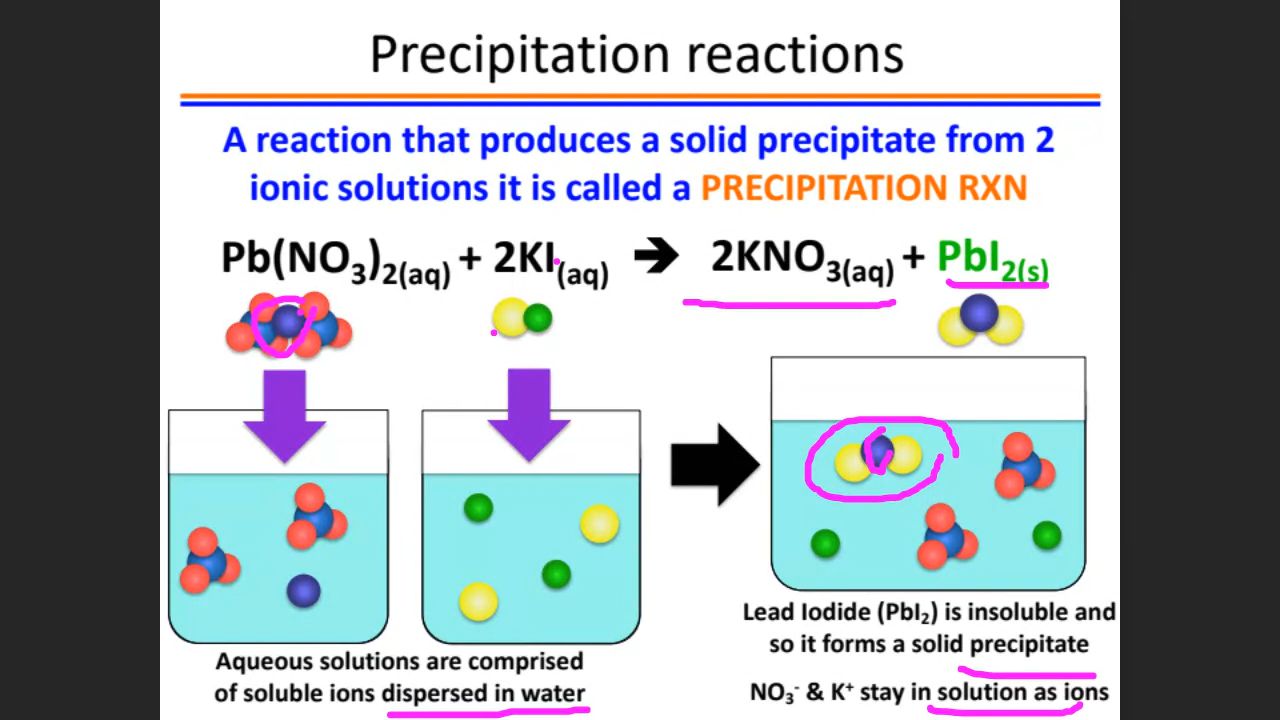 Precipitation reactions
A reaction that produces a solid precipitate from 2
ionic solutions it is called a PRECIPITATION RXN
Pb(NO₃)₂(aq) + 2KI(aq) ➔ 2KNO₃(aq) + PbI₂(s)
Aqueous solutions are comprised
of soluble ions dispersed in water
Lead Iodide (PbI₂) is insoluble and
so it forms a solid precipitate
NO₃⁻ & K⁺ stay in solution as ions